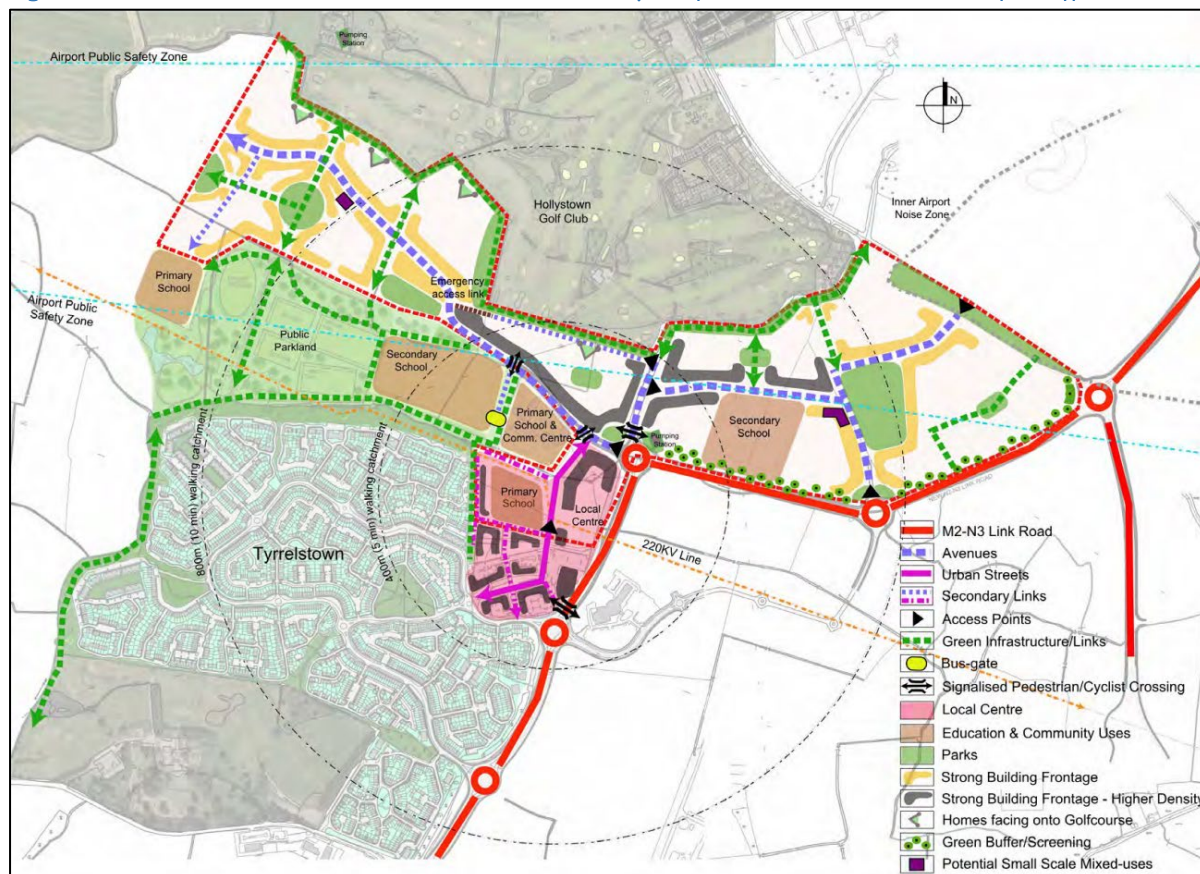 Pumping
Station
Airport Public Safety Zone
N
Hollystown
Golf Club
Inner Airport
Noise Zone
Primary
School
Emergency
access link
Airport Public
Safety Zone
Public
Parkland
Secondary
School
Primary
School &
Comm. Centre
Pumping
Station
Secondary
School
Primary
School
Local
Centre
800m (10 min) walking catchment
400m (5 min) walking catchment
Tyrrelstown
220KV Line
M2-N3 Link Road
Avenues
Urban Streets
Secondary Links
Access Points
Green Infrastructure/Links
Bus-gate
Signalised Pedestrian/Cyclist Crossing
Local Centre
Education & Community Uses
Parks
Strong Building Frontage
Strong Building Frontage - Higher Density
Homes facing onto Golfcourse
Green Buffer/Screening
Potential Small Scale Mixed-uses